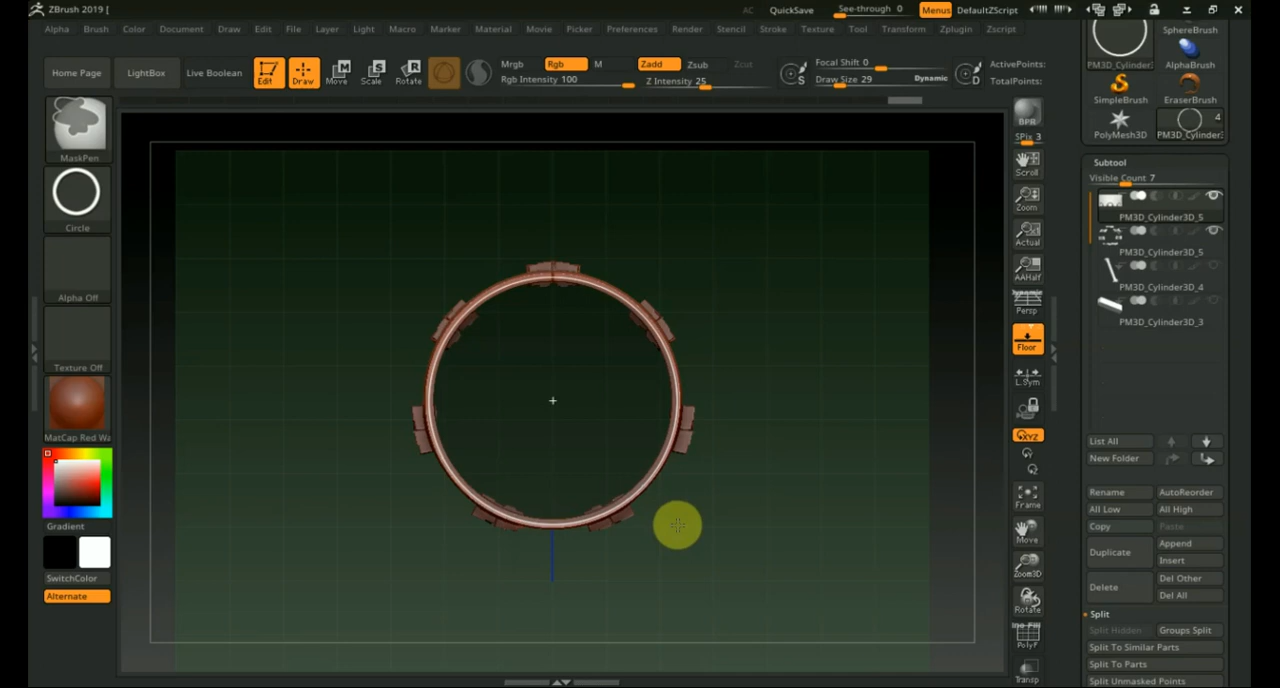 ZBrush 2019 [
AC QuickSave See-through 0 Menus DefaultZScript
Alpha Brush Color Document Draw Edit File Layer Light Macro Marker Material Movie Picker Preferences Render Stencil Stroke Texture Tool Transform Zplugin Zscript
Home Page LightBox Live Boolean Edit Draw Move Scale Rotate
Mrgb Rgb M Zadd Zsub Zcut
Rgb Intensity 100 Z Intensity 25
Focal Shift 0
Draw Size 29 Dynamic
S
D
ActivePoints:
TotalPoints:
MaskPen
Circle
Alpha Off
Texture Off
MatCap Red Wa
Gradient
SwitchColor
Alternate
BPR
SPix 3
Scroll
Zoom
Actual
AAHalf
Dynamic
Persp
Floor
L.Sym
XYZ
Frame
Move
Zoom3D
Rotate
Line Fill
PolyF
Transp
SphereBrush
PM3D_Cylinder3D AlphaBrush
SimpleBrush EraserBrush
4
PolyMesh3D PM3D_Cylinder3
Subtool
Visible Count 7
PM3D_Cylinder3D_5
PM3D_Cylinder3D_5
PM3D_Cylinder3D_4
PM3D_Cylinder3D_3
List All
New Folder
Rename AutoReorder
All Low All High
Copy Paste
Duplicate Append
Insert
Delete Del Other
Del All
Split
Split Hidden Groups Split
Split To Similar Parts
Split To Parts
Split Unmasked Points